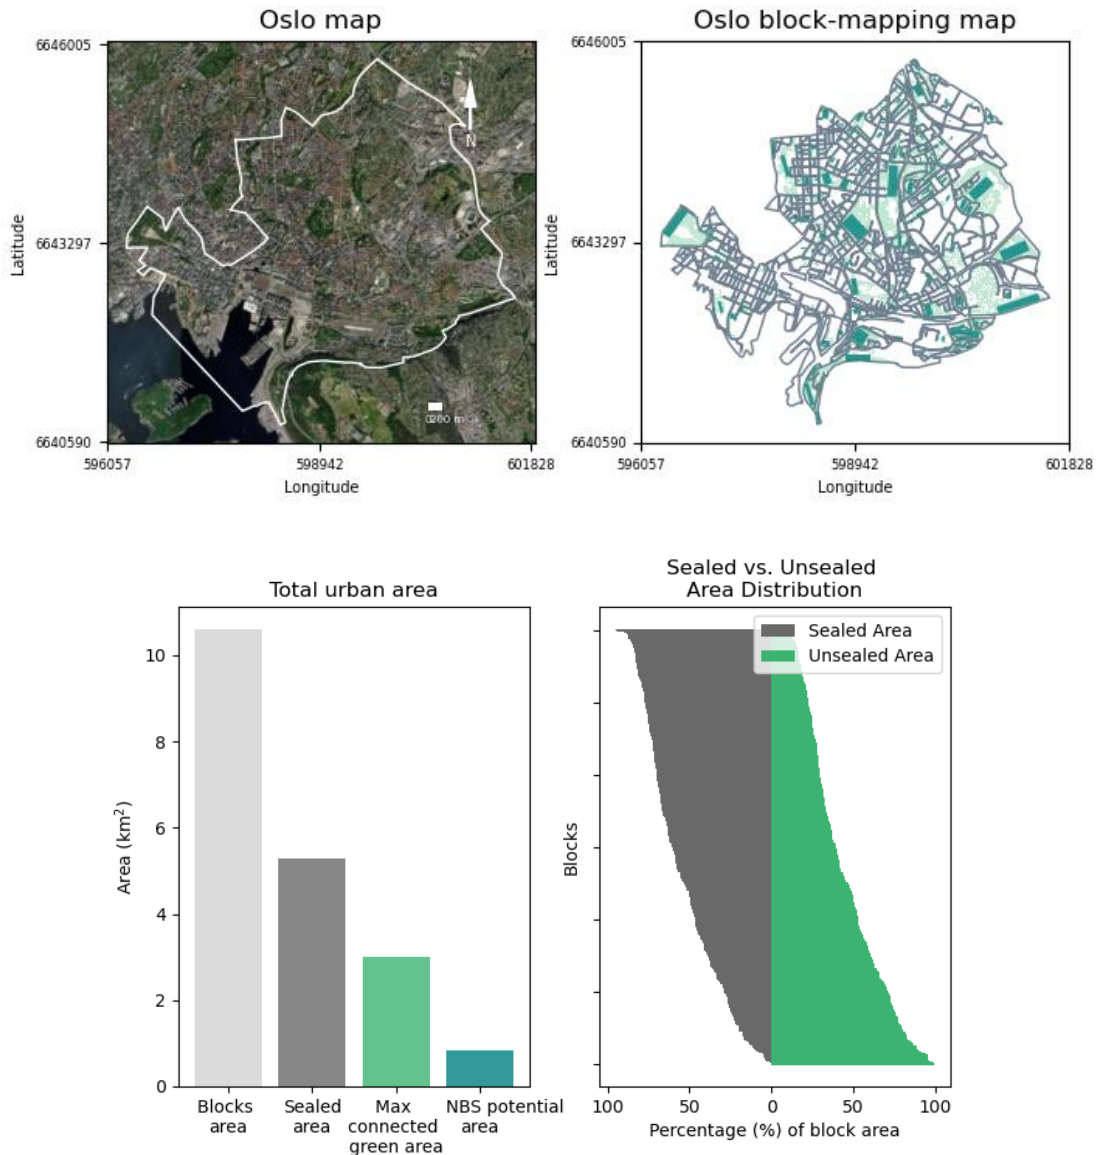 Oslo map
6646005
6643297
6640590
Latitude
N
0200 m
596057
598942
601828
Longitude
Oslo block-mapping map
6646005
6643297
6640590
Latitude
596057
598942
601828
Longitude
Total urban area
10
8
6
4
2
0
Area (km²)
Blocks
area
Sealed
area
Max
connected
green area
NBS potential
area
Sealed vs. Unsealed
Area Distribution
Sealed Area
Unsealed Area
Blocks
100
50
0
50
100
Percentage (%) of block area